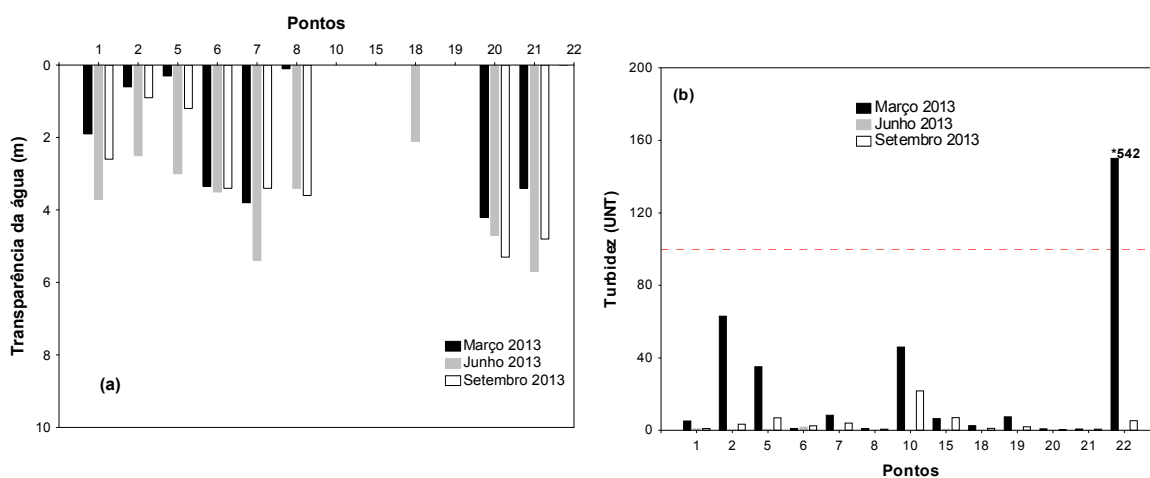 Pontos
1 2 5 6 7 8 10 15 18 19 20 21 22
0
2
4
6
8
10
Transparência da água (m)
Março 2013
Junho 2013
Setembro 2013
(a)
200
160
120
80
40
0
Turbidez (UNT)
(b)
Março 2013
Junho 2013
Setembro 2013
*542
1 2 5 6 7 8 10 15 18 19 20 21 22
Pontos